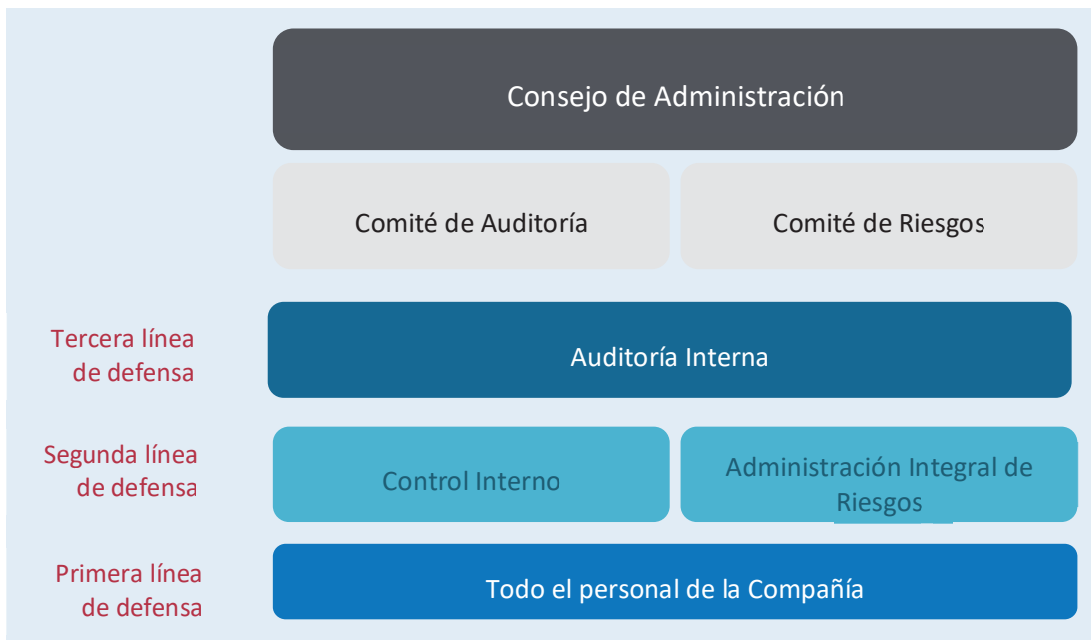 Consejo de Administración
Comité de Auditoría
Comité de Riesgos
Tercera línea
de defensa
Auditoría Interna
Segunda línea
de defensa
Control Interno
Administración Integral de
Riesgos
Primera línea
de defensa
Todo el personal de la Compañía